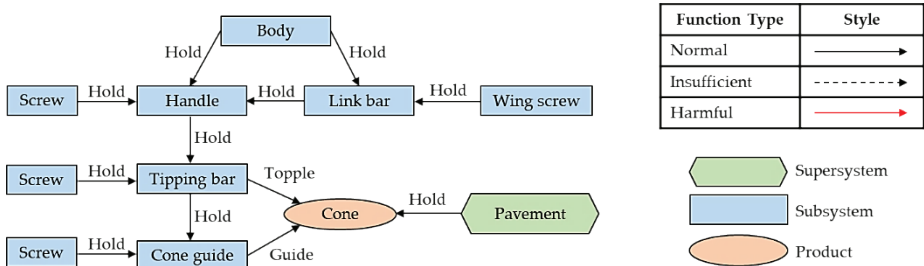 Body
Hold
Hold
Screw
Hold
Handle
Hold
Link bar
Hold
Wing screw
Hold
Screw
Hold
Tipping bar
Topple
Hold
Cone
Hold
Pavement
Screw
Hold
Cone guide
Guide
Function Type Style
Normal
Insufficient
Harmful
Supersystem
Subsystem
Product